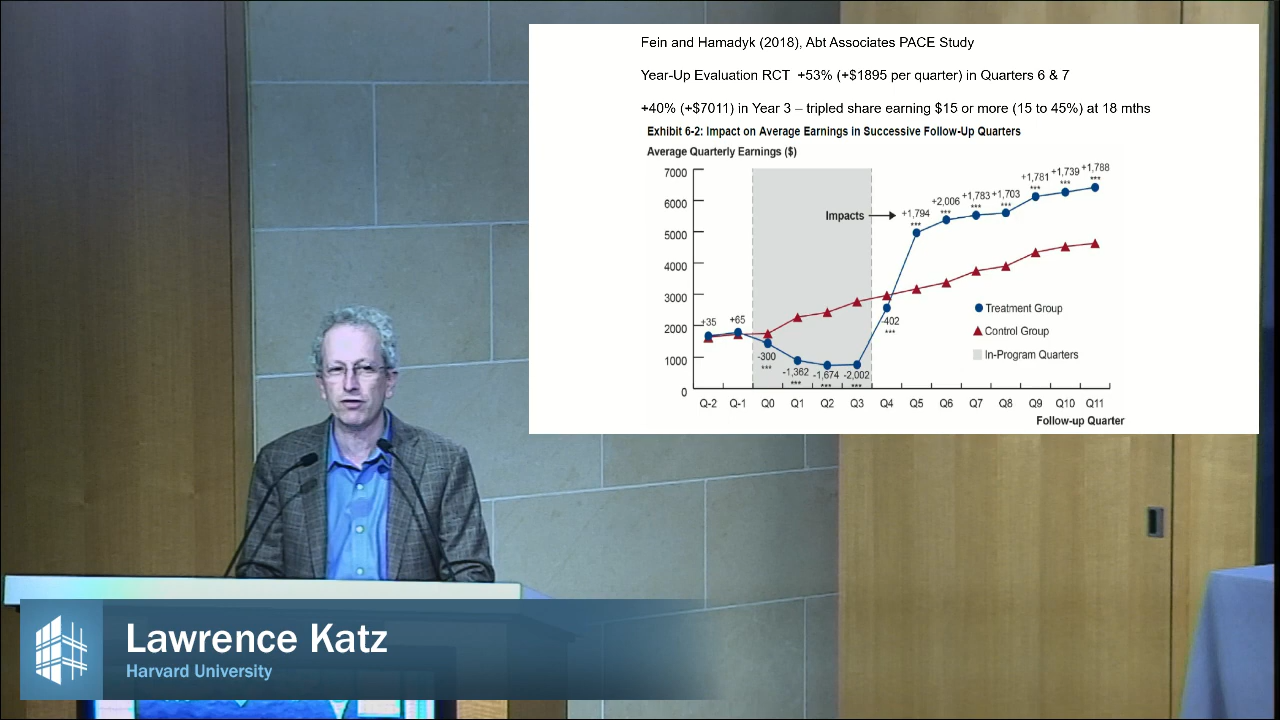 Fein and Hamadyk (2018), Abt Associates PACE Study
Year-Up Evaluation RCT +53% (+$1895 per quarter) in Quarters 6 & 7
+40% (+$7011) in Year 3 – tripled share earning $15 or more (15 to 45%) at 18 mths
Exhibit 6-2: Impact on Average Earnings in Successive Follow-Up Quarters
Average Quarterly Earnings ($)
7000
6000
5000
4000
3000
2000
1000
0
+35
+65
-300
***
-1,362
***
-1,674
***
-2,002
***
-402
***
Impacts
+1,794
***
+2,006
***
+1,783
***
+1,703
***
+1,781
***
+1,739
***
+1,788
***
Treatment Group
Control Group
In-Program Quarters
Q-2 Q-1 Q0 Q1 Q2 Q3 Q4 Q5 Q6 Q7 Q8 Q9 Q10 Q11
Follow-up Quarter
Lawrence Katz
Harvard University